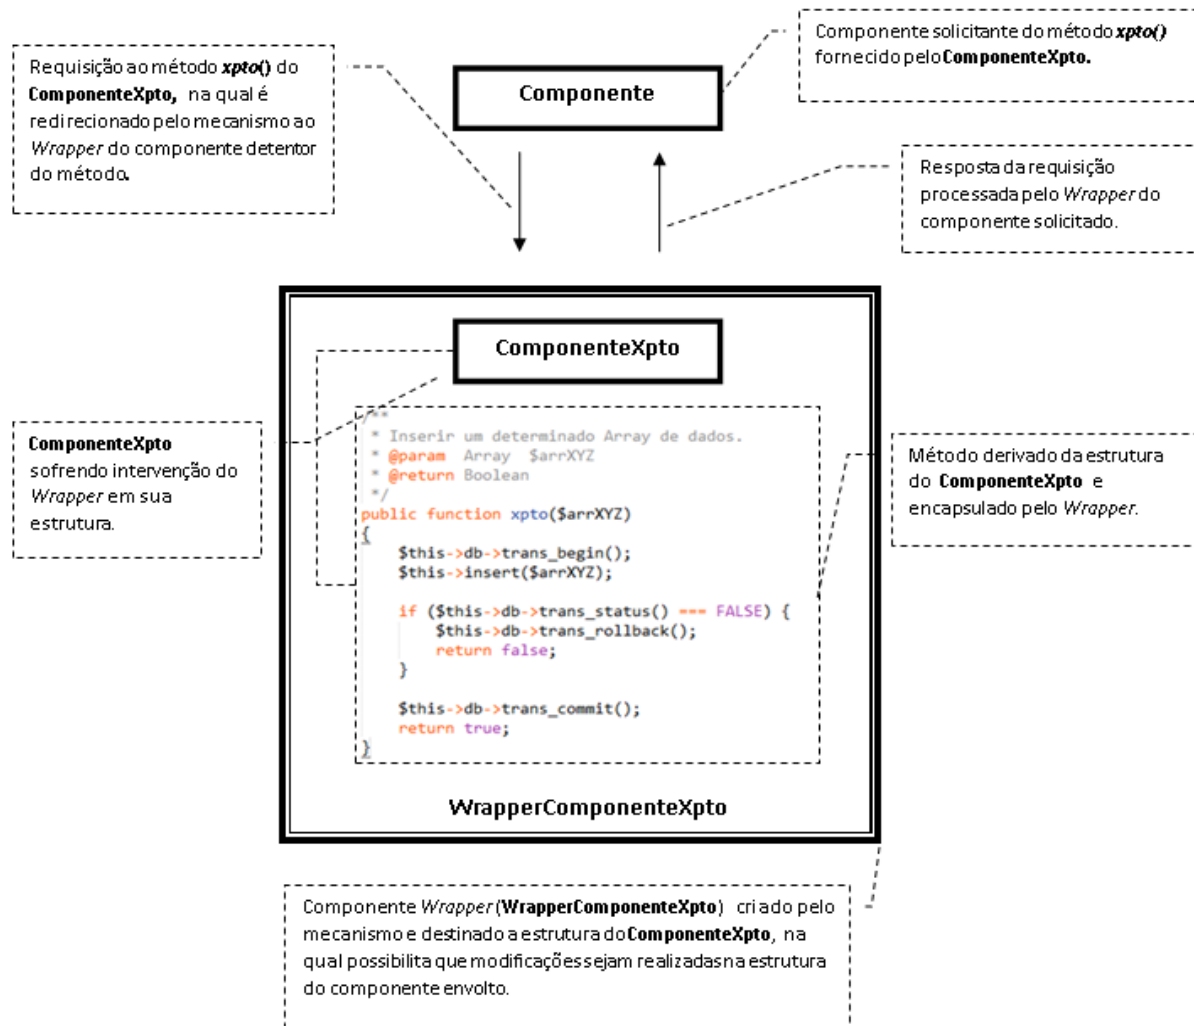 Componente solicitante do método xpto()
fornecido pelo ComponenteXpto.
Requisição ao método xpto() do
ComponenteXpto, na qual é
redirecionado pelo mecanismo ao
Wrapper do componente detentor
do método.
Componente
Resposta da requisição
processada pelo Wrapper do
componente solicitado.
ComponenteXpto
ComponenteXpto
sofrendo intervenção do
Wrapper em sua
estrutura.
/**
 * Inserir um determinado Array de dados.
 * @param  Array  $arrXYZ
 * @return Boolean
 */
public function xpto($arrXYZ)
{
    $this->db->trans_begin();
    $this->insert($arrXYZ);
    if ($this->db->trans_status() === FALSE) {
        $this->db->trans_rollback();
        return false;
    }
    $this->db->trans_commit();
    return true;
}
Método derivado da estrutura
do ComponenteXpto e
encapsulado pelo Wrapper.
WrapperComponenteXpto
Componente Wrapper (WrapperComponenteXpto) criado pelo
mecanismo e destinado a estrutura do ComponenteXpto, na
qual possibilita que modificações sejam realizadas na estrutura
do componente envolto.